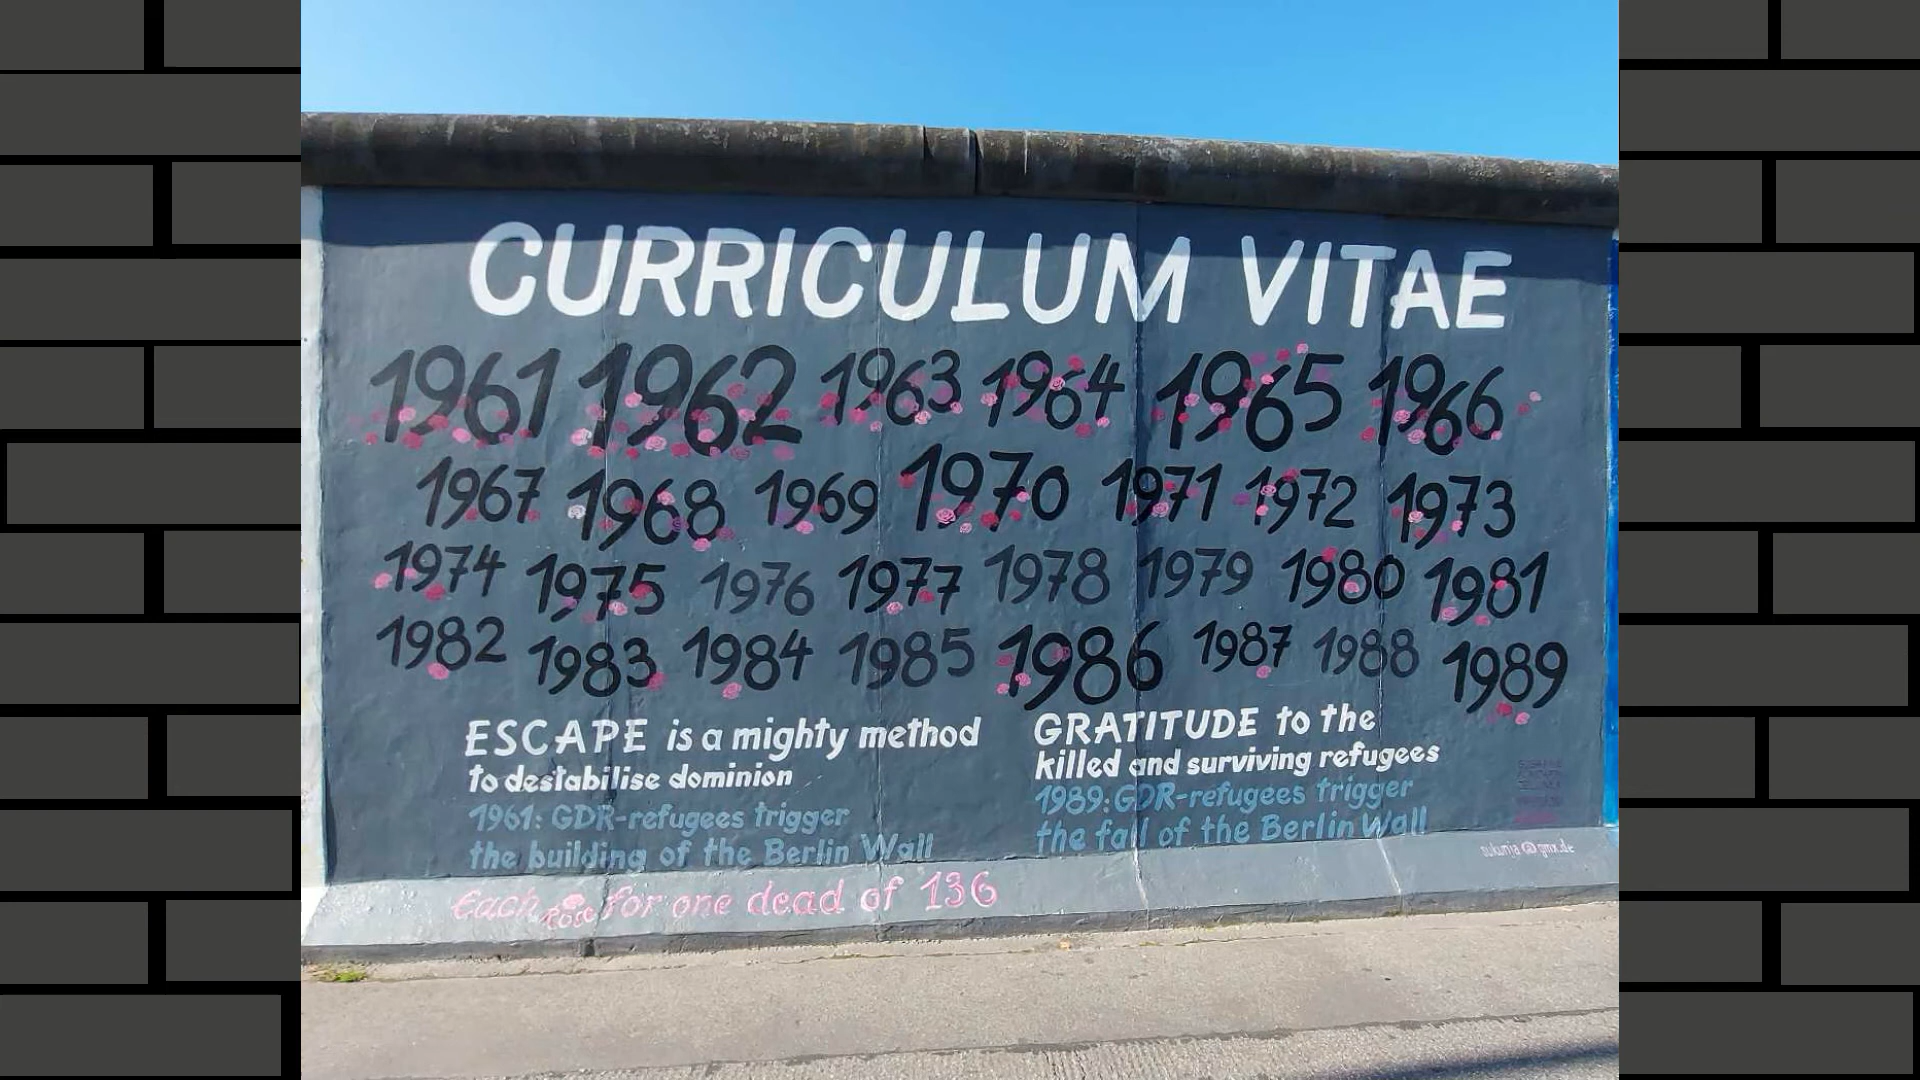 CURRICULUM VITAE
1961 1962 1963 1964 1965 1966
1967 1968 1969 1970 1971 1972 1973
1974 1975 1976 1977 1978 1979 1980 1981
1982 1983 1984 1985 1986 1987 1988 1989
ESCAPE is a mighty method
to destabilise dominion
1961: GDR-refugees trigger
the building of the Berlin Wall
GRATITUDE to the
killed and surviving refugees
1989: GDR-refugees trigger
the fall of the Berlin Wall
Each Rose for one dead of 136